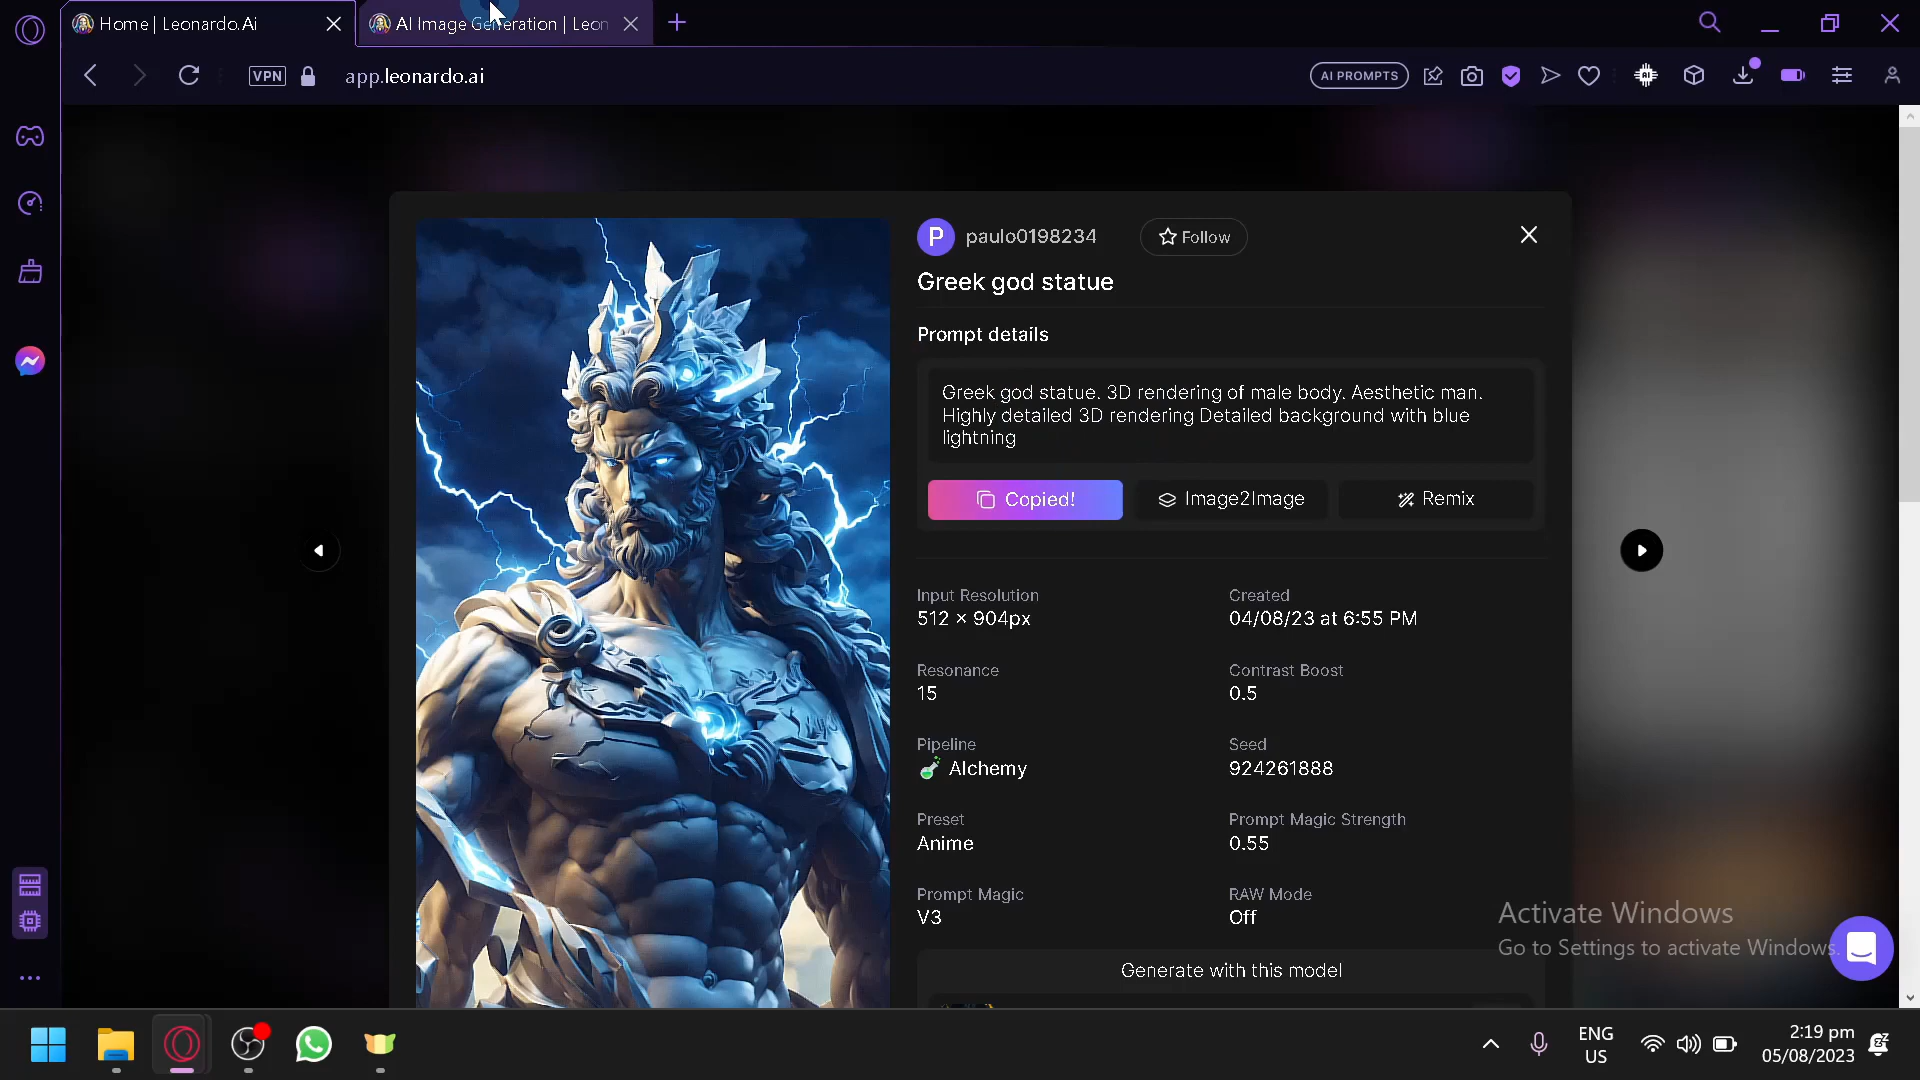 Home | Leonardo.Ai
AI Image Generation | Leon
VPN
app.leonardo.ai
AI PROMPTS
P
paulo0198234
Follow
Greek god statue
Prompt details
Greek god statue. 3D rendering of male body. Aesthetic man.
Highly detailed 3D rendering Detailed background with blue
lightning
Copied!
Image2Image
Remix
Input Resolution
512 × 904px
Created
04/08/23 at 6:55 PM
Resonance
15
Contrast Boost
0.5
Pipeline
Alchemy
Seed
924261888
Preset
Anime
Prompt Magic Strength
0.55
Prompt Magic
V3
RAW Mode
Off
Generate with this model
Activate Windows
Go to Settings to activate Windows.
ENG
US
2:19 pm
05/08/2023